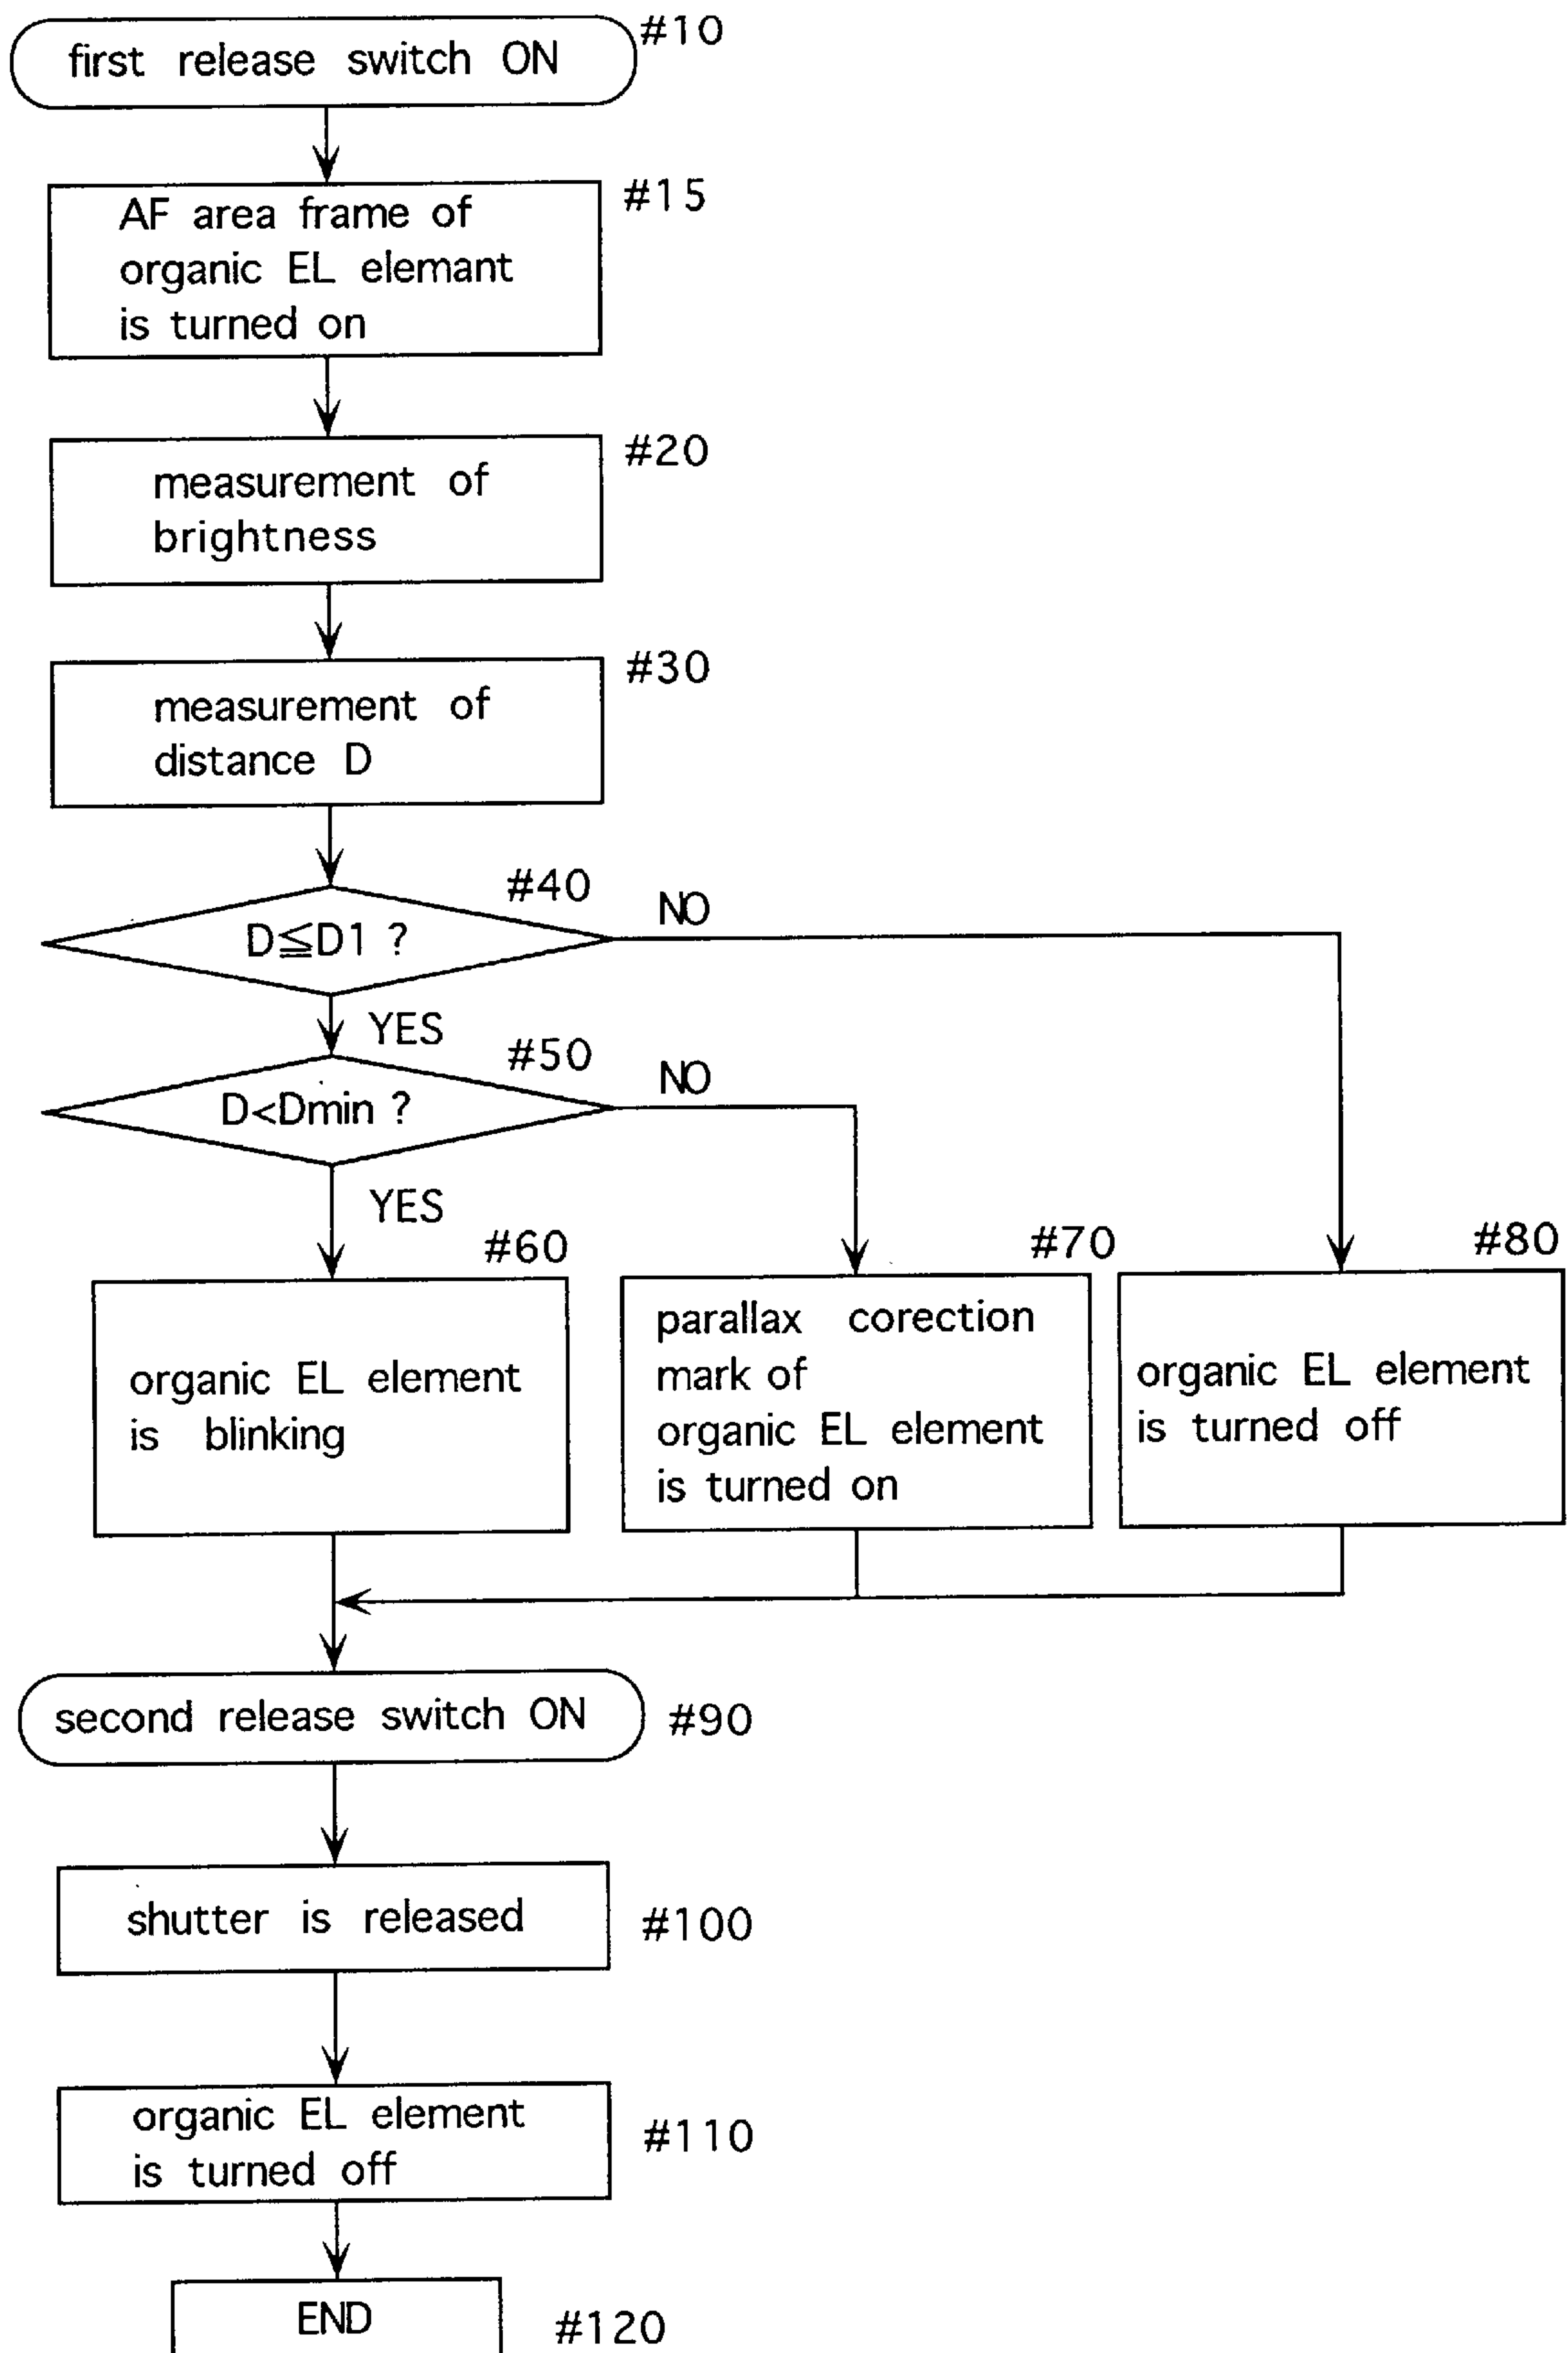 first release switch ON
#10
AF area frame of
organic EL elemant
is turned on
#15
measurement of
brightness
#20
measurement of
distance D
#30
D≦D1 ?
#40
NO
YES
D<Dmin ?
#50
NO
YES
#60
organic EL element
is blinking
#70
parallax corection
mark of
organic EL element
is turned on
#80
organic EL element
is turned off
second release switch ON
#90
shutter is released
#100
organic EL element
is turned off
#110
END
#120